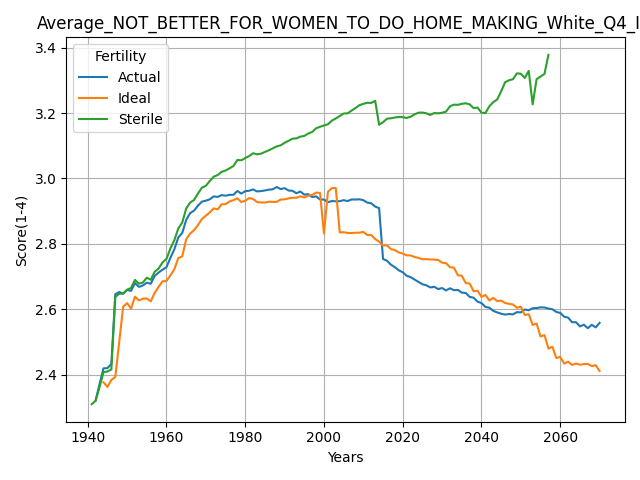 Average_NOT_BETTER_FOR_WOMEN_TO_DO_HOME_MAKING_White_Q4_I
Fertility
Actual
Ideal
Sterile
Score(1-4)
3.4
3.2
3.0
2.8
2.6
2.4
1940 1960 1980 2000 2020 2040 2060
Years